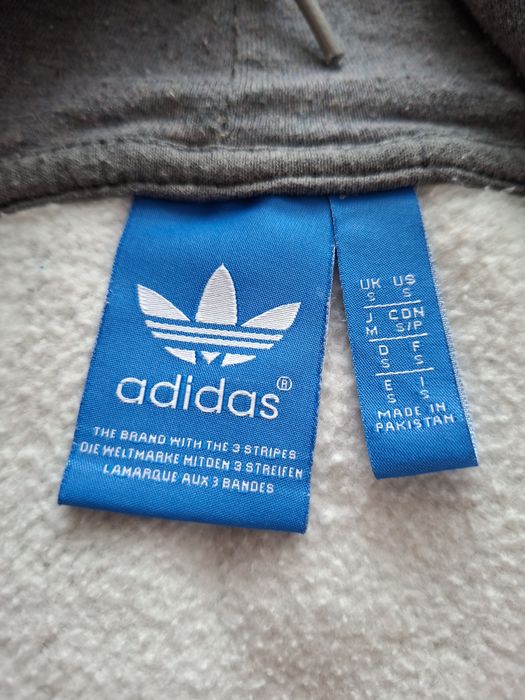 adidas®
THE BRAND WITH THE 3 STRIPES
DIE WELTMARKE MITDEN 3 STREIFEN
LAMARQUE AUX 3 BANDES
UK US
S S
J CDN
M S/P
D F
S S
E I
S S
MADE IN
PAKISTAN